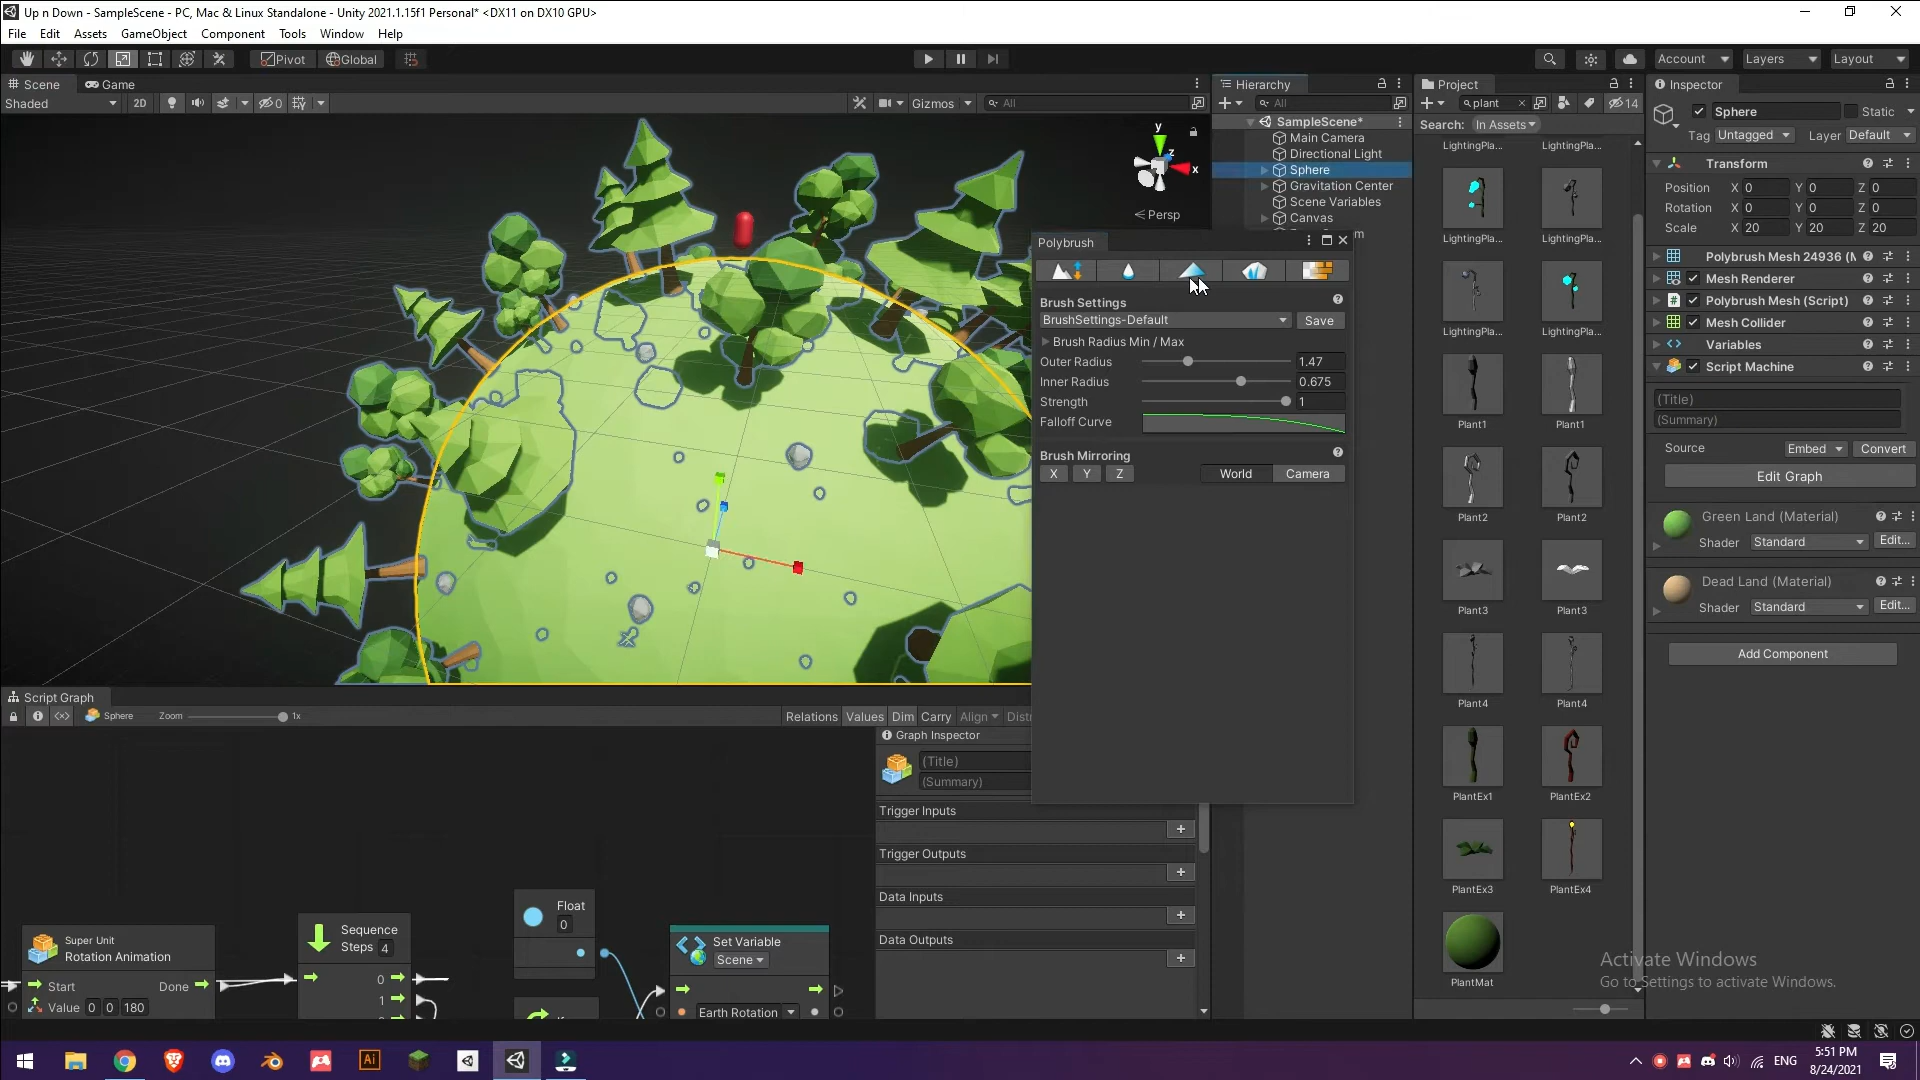 Up n Down - SampleScene - PC, Mac & Linux Standalone - Unity 2021.1.15f1 Personal* <DX11 on DX10 GPU>
File Edit Assets GameObject Component Tools Window Help
Pivot Global Account Layers Layout
Scene Game
Shaded 2D 0 Gizmos All
y
x
z
Persp
Hierarchy
All
SampleScene*
Main Camera
Directional Light
Sphere
Gravitation Center
Scene Variables
Canvas
Polybrush
Brush Settings
BrushSettings-Default Save
Brush Radius Min / Max
Outer Radius 1.47
Inner Radius 0.675
Strength 1
Falloff Curve
Brush Mirroring
X Y Z World Camera
Project
plant 14
Search: In Assets
LightingPla... LightingPla...
LightingPla... LightingPla...
LightingPla... LightingPla...
Plant1 Plant1
Plant2 Plant2
Plant3 Plant3
Plant4 Plant4
PlantEx1 PlantEx2
PlantEx3 PlantEx4
PlantMat
Inspector
Sphere Static
Tag Untagged Layer Default
Transform
Position X 0 Y 0 Z 0
Rotation X 0 Y 0 Z 0
Scale X 20 Y 20 Z 20
Polybrush Mesh 24936 (M
Mesh Renderer
Polybrush Mesh (Script)
Mesh Collider
Variables
Script Machine
(Title)
(Summary)
Source Embed Convert
Edit Graph
Green Land (Material)
Shader Standard Edit...
Dead Land (Material)
Shader Standard Edit...
Add Component
Script Graph
Sphere Zoom 1x Relations Values Dim Carry Align Distr
Graph Inspector
(Title)
(Summary)
Trigger Inputs
Trigger Outputs
Data Inputs
Data Outputs
Super Unit
Rotation Animation
Start Done
Value 0 0 180
Sequence
Steps 4
0
1
Float
0
Set Variable
Scene
Earth Rotation
Activate Windows
Go to Settings to activate Windows.
Ai
ENG
5:51 PM
8/24/2021